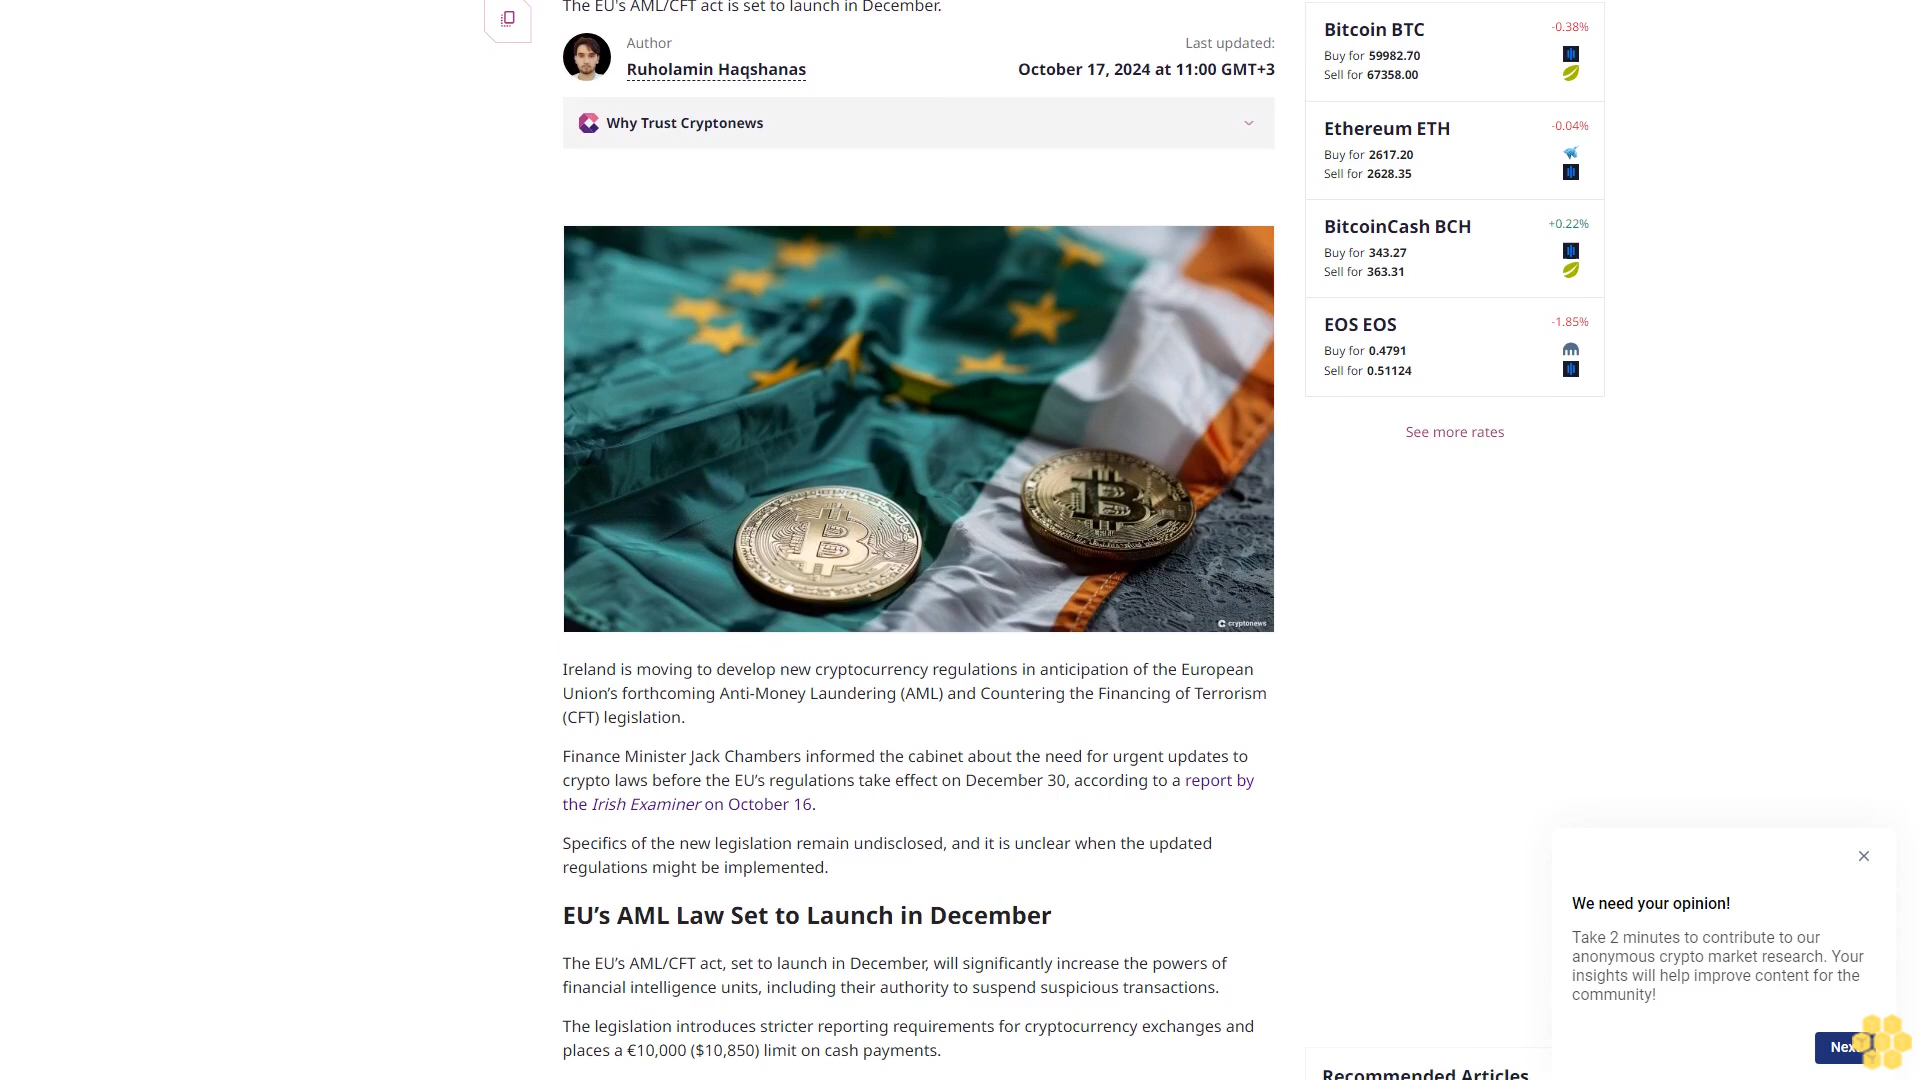 The EU's AML/CFT act is set to launch in December.
Author
Ruholamin Haqshanas
Last updated:
October 17, 2024 at 11:00 GMT+3
Why Trust Cryptonews
cryptonews
Ireland is moving to develop new cryptocurrency regulations in anticipation of the European
Union’s forthcoming Anti-Money Laundering (AML) and Countering the Financing of Terrorism
(CFT) legislation.
Finance Minister Jack Chambers informed the cabinet about the need for urgent updates to
crypto laws before the EU’s regulations take effect on December 30, according to a report by
the Irish Examiner on October 16.
Specifics of the new legislation remain undisclosed, and it is unclear when the updated
regulations might be implemented.
EU’s AML Law Set to Launch in December
The EU’s AML/CFT act, set to launch in December, will significantly increase the powers of
financial intelligence units, including their authority to suspend suspicious transactions.
The legislation introduces stricter reporting requirements for cryptocurrency exchanges and
places a €10,000 ($10,850) limit on cash payments.
Bitcoin BTC
-0.38%
Buy for 59982.70
Sell for 67358.00
Ethereum ETH
-0.04%
Buy for 2617.20
Sell for 2628.35
BitcoinCash BCH
+0.22%
Buy for 343.27
Sell for 363.31
EOS EOS
-1.85%
Buy for 0.4791
Sell for 0.51124
See more rates
Recommended Articles
We need your opinion!
Take 2 minutes to contribute to our
anonymous crypto market research. Your
insights will help improve content for the
community!